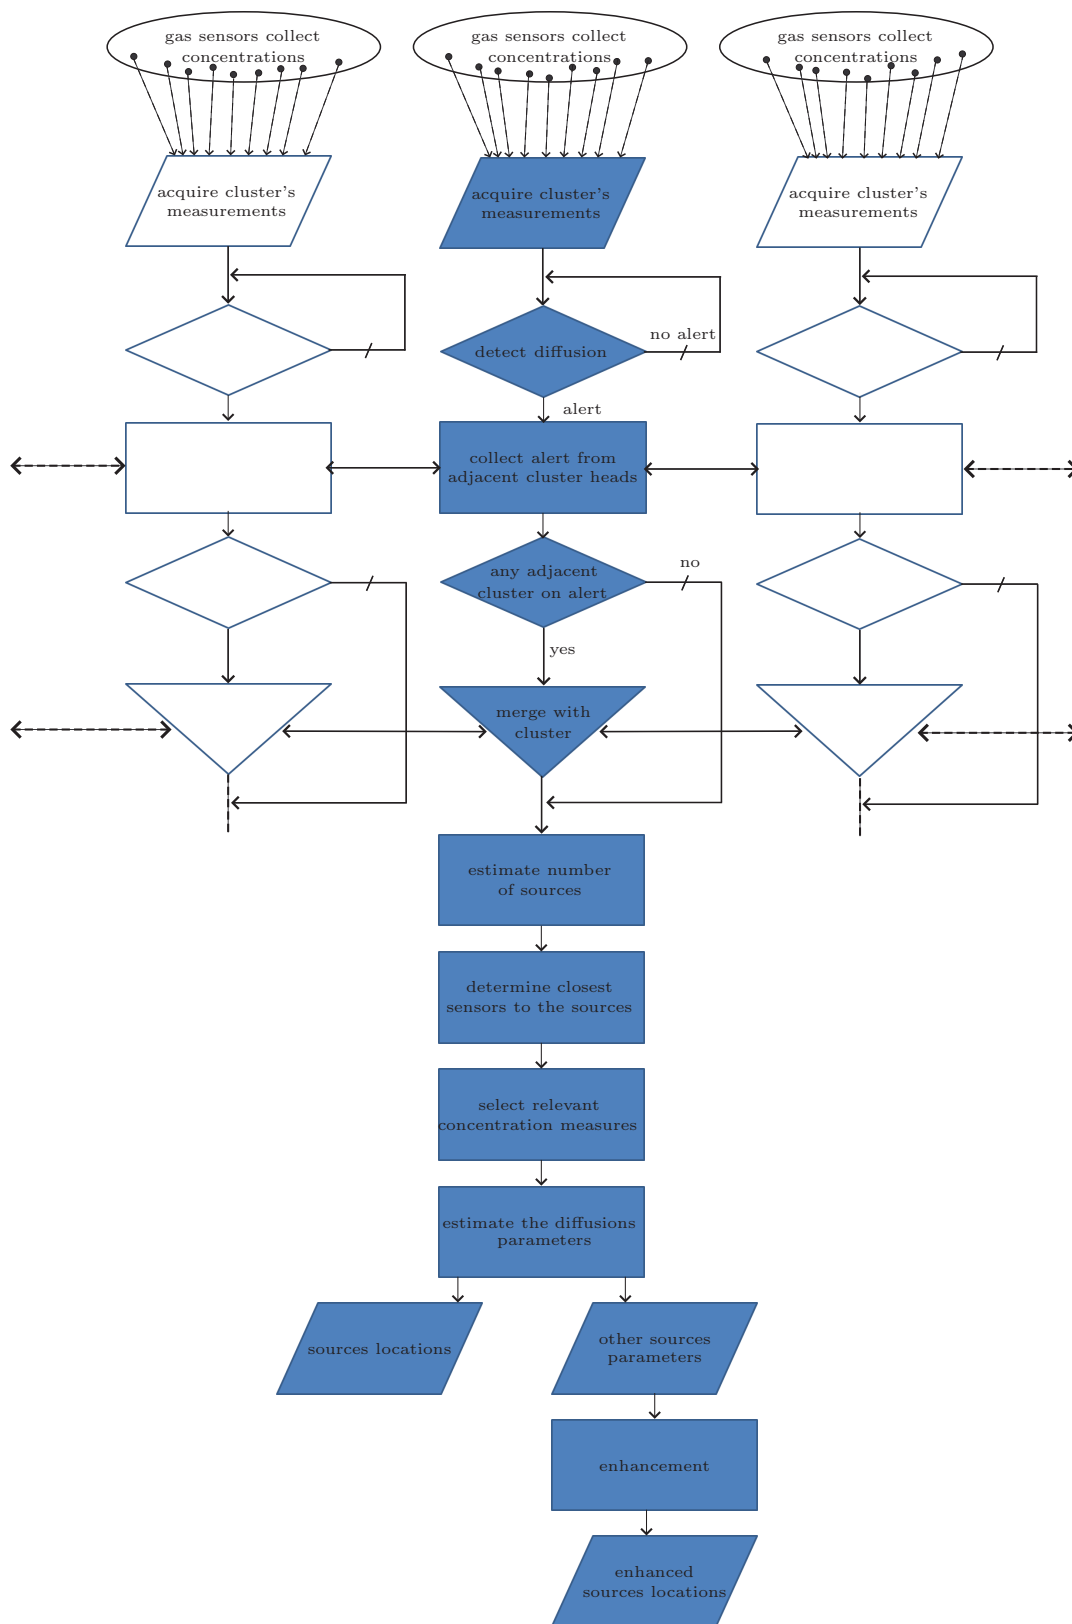 gas sensors collect
concentrations
gas sensors collect
concentrations
gas sensors collect
concentrations
acquire cluster's
measurements
acquire cluster's
measurements
acquire cluster's
measurements
detect diffusion
no alert
alert
collect alert from
adjacent cluster heads
any adjacent
cluster on alert
no
yes
merge with
cluster
estimate number
of sources
determine closest
sensors to the sources
select relevant
concentration measures
estimate the diffusions
parameters
sources locations
other sources
parameters
enhancement
enhanced
sources locations